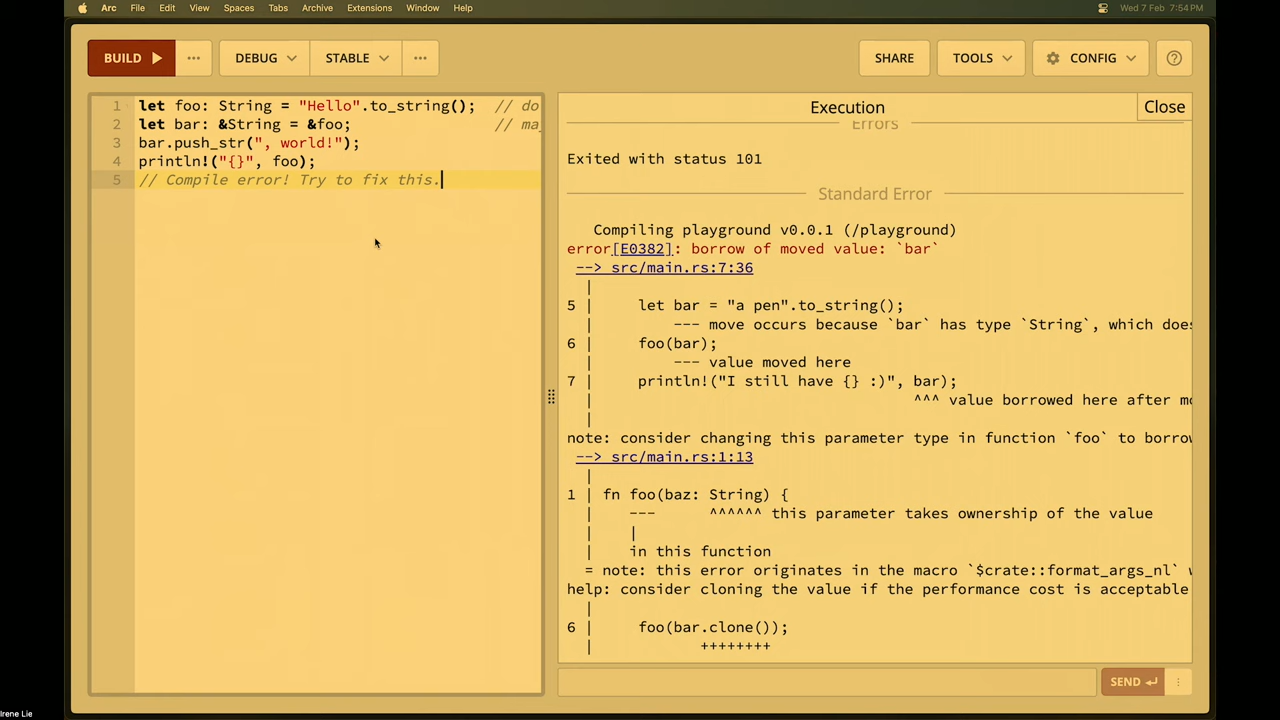 Arc File Edit View Spaces Tabs Archive Extensions Window Help Wed 7 Feb 7:54 PM
BUILD ... DEBUG STABLE ... SHARE TOOLS CONFIG ?
1 let foo: String = "Hello".to_string(); // do
2 let bar: &String = &foo; //
3 bar.push_str(", world!");
4 println!("{}", foo);
5 // Compile error! Try to fix this.
Execution Close
Errors
Exited with status 101
Standard Error
Compiling playground v0.0.1 (/playground)
error[E0382]: borrow of moved value: `bar`
--> src/main.rs:7:36
|
5 | let bar = "a pen".to_string();
| --- move occurs because `bar` has type `String`, which does
6 | foo(bar);
| --- value moved here
7 | println!("I still have {} :)", bar);
| ^^^ value borrowed here after
|
note: consider changing this parameter type in function `foo` to
--> src/main.rs:1:13
|
1 | fn foo(baz: String) {
| --- ^^^^^^ this parameter takes ownership of the value
| |
| in this function
= note: this error originates in the macro `$crate::format_args_nl`
help: consider cloning the value if the performance cost is acceptable
|
6 | foo(bar.clone());
| ++++++++
SEND
Irene Lie